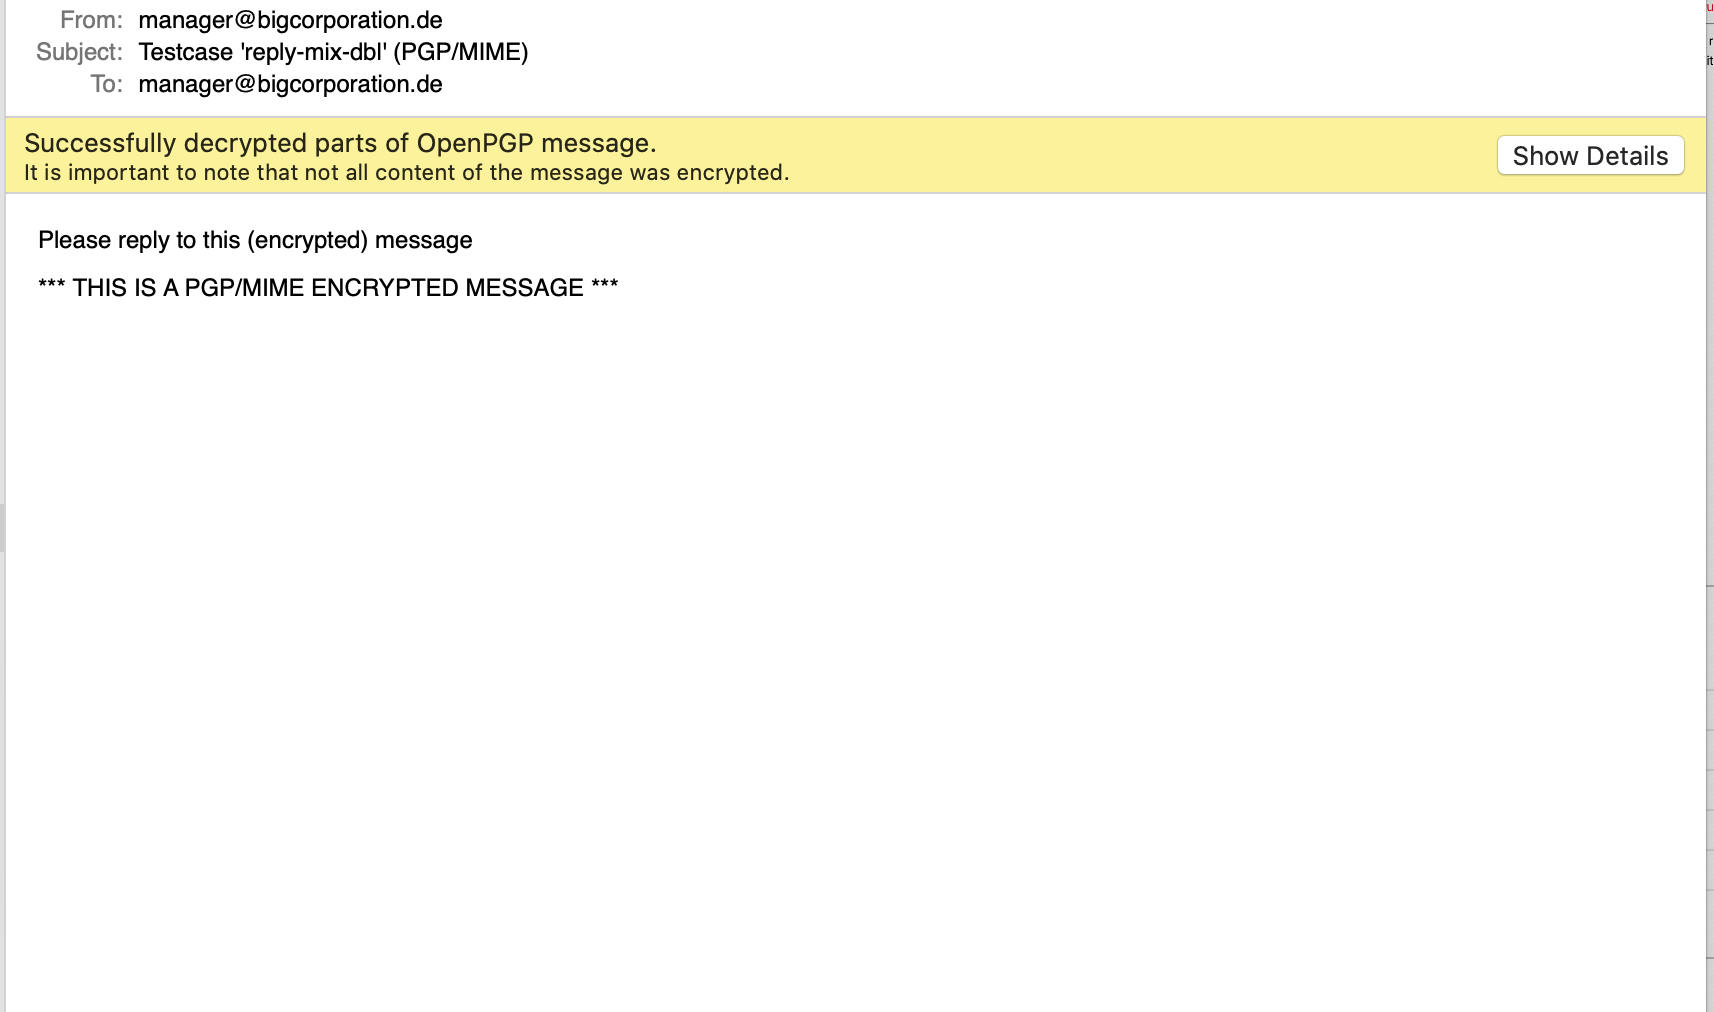 From: manager@bigcorporation.de
Subject: Testcase 'reply-mix-dbl' (PGP/MIME)
To: manager@bigcorporation.de
Successfully decrypted parts of OpenPGP message.
It is important to note that not all content of the message was encrypted.
Show Details
Please reply to this (encrypted) message
*** THIS IS A PGP/MIME ENCRYPTED MESSAGE ***